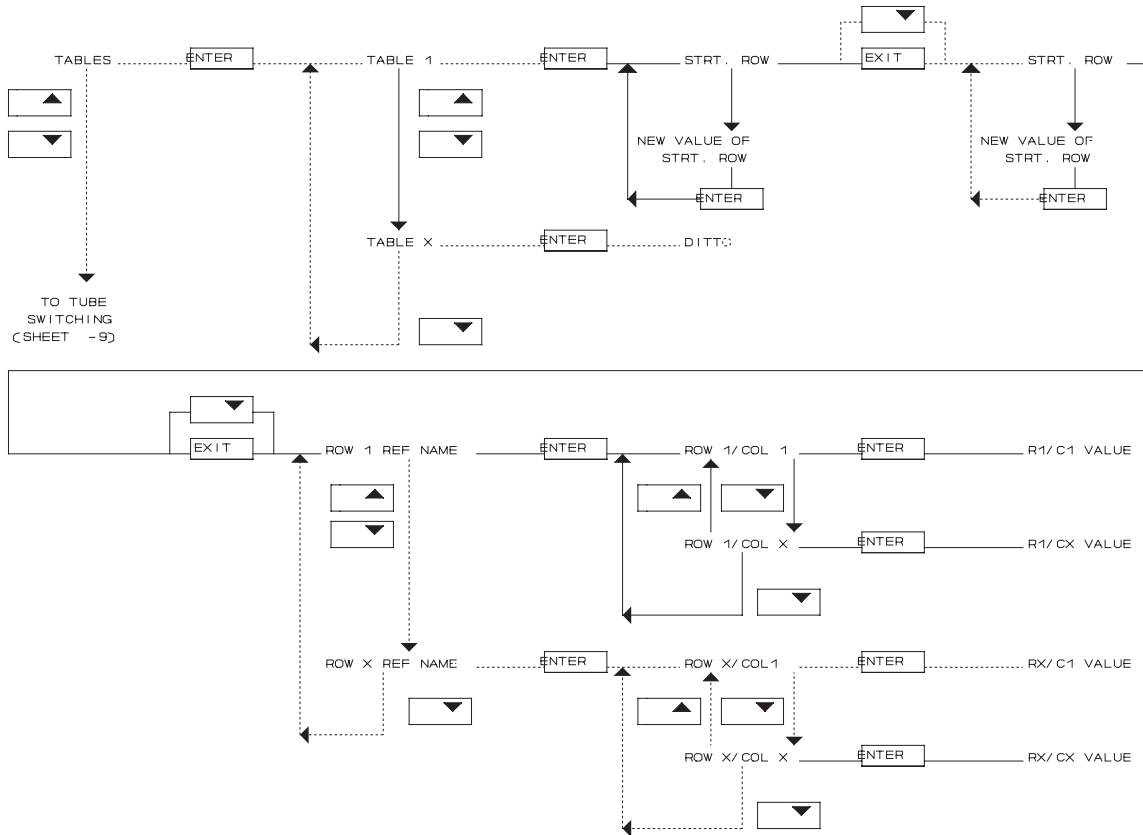 TABLES ENTER TABLE 1 ENTER STRT. ROW EXIT STRT. ROW
NEW VALUE OF
STRT. ROW
ENTER
NEW VALUE OF
STRT. ROW
ENTER
TABLE X ENTER DITTO
TO TUBE
SWITCHING
(SHEET -9)
EXIT ROW 1 REF NAME ENTER ROW 1/COL 1 ENTER R1/C1 VALUE
ROW 1/COL X ENTER R1/CX VALUE
ROW X REF NAME ENTER ROW X/COL1 ENTER RX/C1 VALUE
ROW X/COL X ENTER RX/CX VALUE